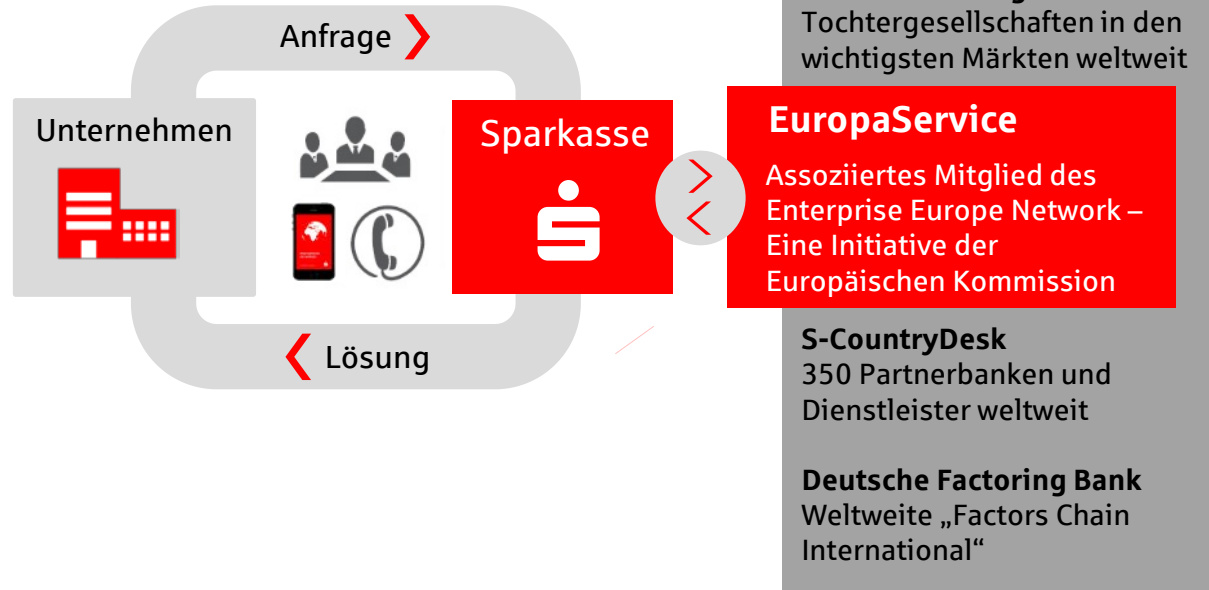 Anfrage
Unternehmen
Sparkasse
Lösung
Tochtergesellschaften in den
wichtigsten Märkten weltweit
EuropaService
Assoziiertes Mitglied des
Enterprise Europe Network –
Eine Initiative der
Europäischen Kommission
S-CountryDesk
350 Partnerbanken und
Dienstleister weltweit
Deutsche Factoring Bank
Weltweite „Factors Chain
International“